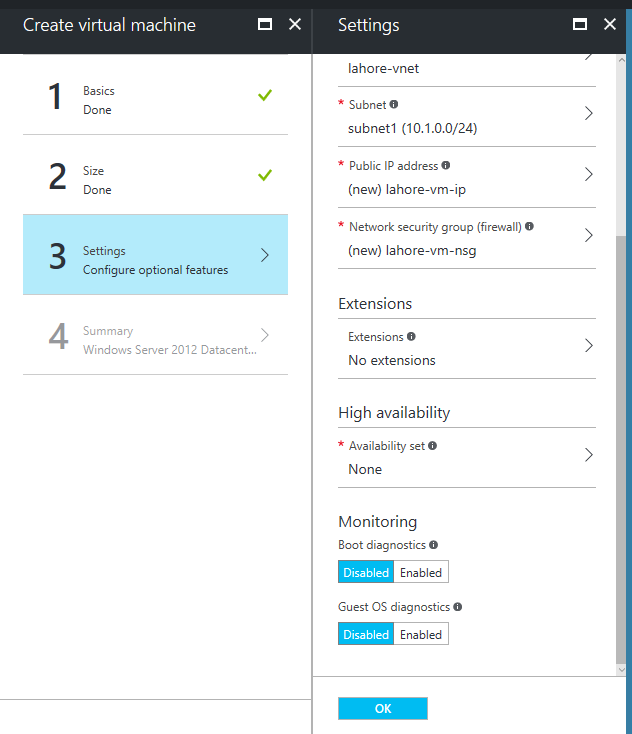 Create virtual machine
1
Basics
Done
2
Size
Done
3
Settings
Configure optional features
4
Summary
Windows Server 2012 Datacent...
Settings
lahore-vnet
* Subnet
subnet1 (10.1.0.0/24)
* Public IP address
(new) lahore-vm-ip
* Network security group (firewall)
(new) lahore-vm-nsg
Extensions
Extensions
No extensions
High availability
* Availability set
None
Monitoring
Boot diagnostics
Disabled Enabled
Guest OS diagnostics
Disabled Enabled
OK